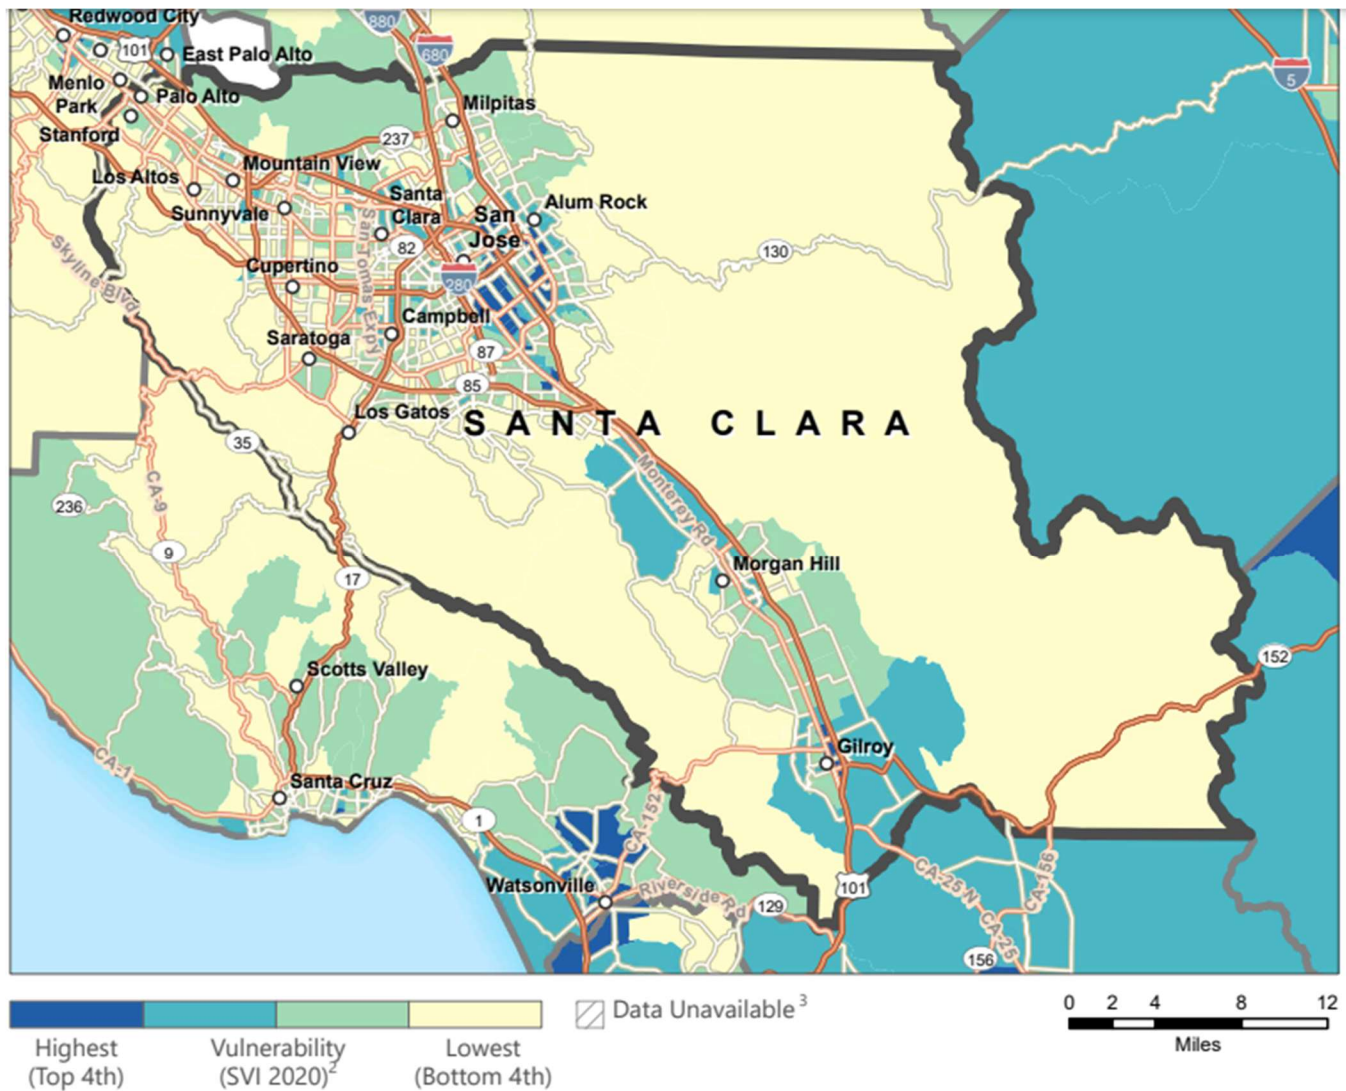 Redwood City
880
680
101
East Palo Alto
5
Menlo
Park
Palo Alto
Milpitas
Stanford
237
Mountain View
Los Altos
Santa
Clara
Alum Rock
Sunnyvale
San
Jose
San Tomas Expy
82
130
Skyline Blvd
Cupertino
280
Campbell
Saratoga
87
85
Los Gatos
SANTA CLARA
35
Monterey Rd
CA-9
236
9
Morgan Hill
17
152
Scotts Valley
Gilroy
CA-1
Santa Cruz
1
CA-152
Watsonville
Riverside Rd
129
101
CA-25 N
CA-25
CA-156
156
Data Unavailable 3
0 2 4 8 12
Miles
Highest
(Top 4th)
Vulnerability
(SVI 2020)2
Lowest
(Bottom 4th)